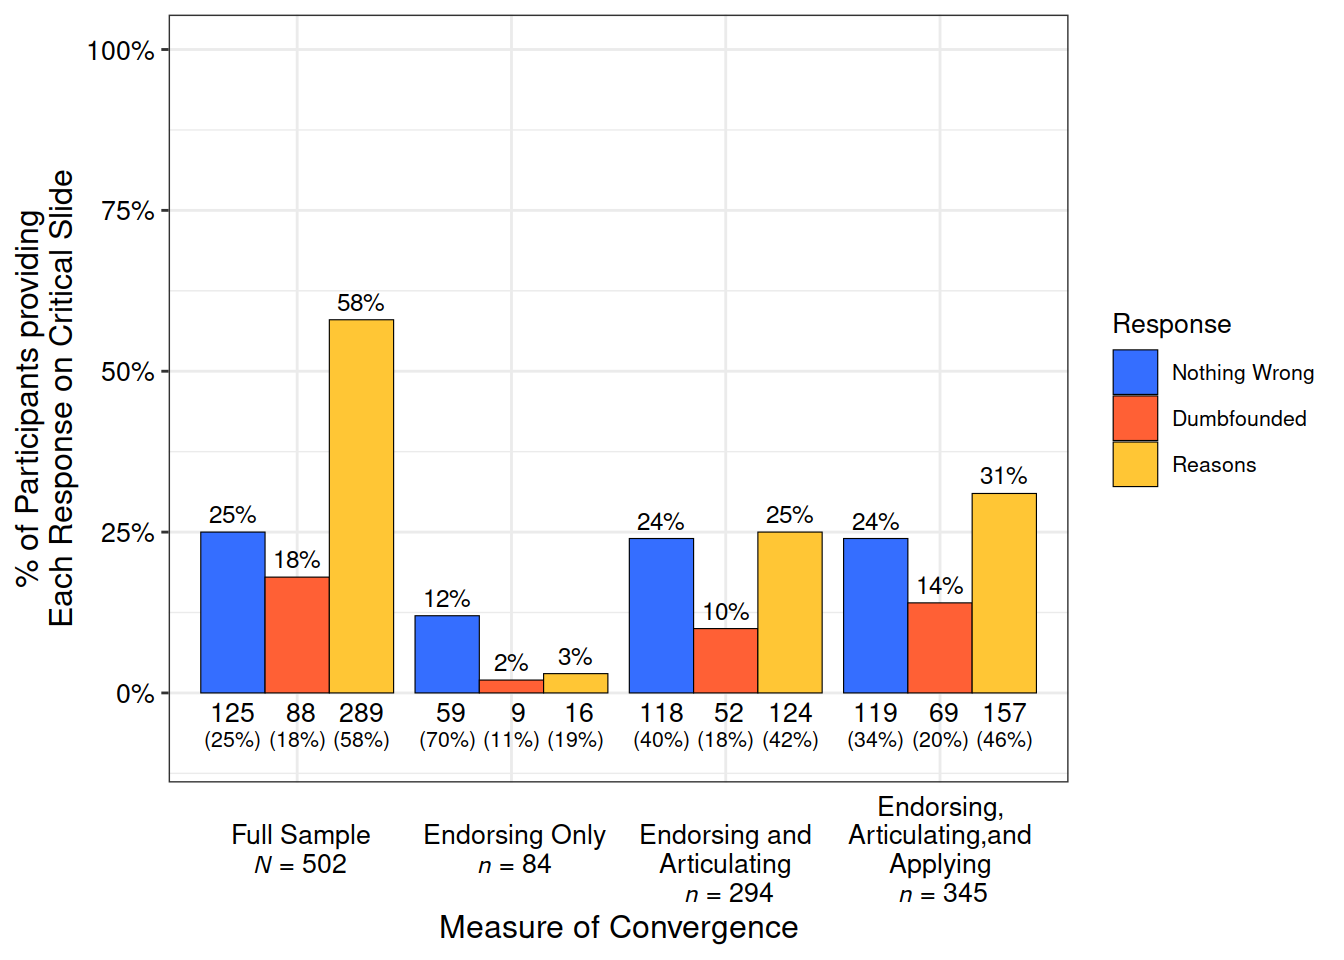 % of Participants providing
Each Response on Critical Slide
100%
75%
50%
25%
0%
25%
18%
58%
12%
2%
3%
24%
10%
25%
24%
14%
31%
125 88 289 59 9 16 118 52 124 119 69 157
(25%) (18%) (58%) (70%) (11%) (19%) (40%) (18%) (42%) (34%) (20%) (46%)
Full Sample
N = 502
Endorsing Only
n = 84
Endorsing and
Articulating
n = 294
Endorsing,
Articulating,and
Applying
n = 345
Measure of Convergence
Response
Nothing Wrong
Dumbfounded
Reasons